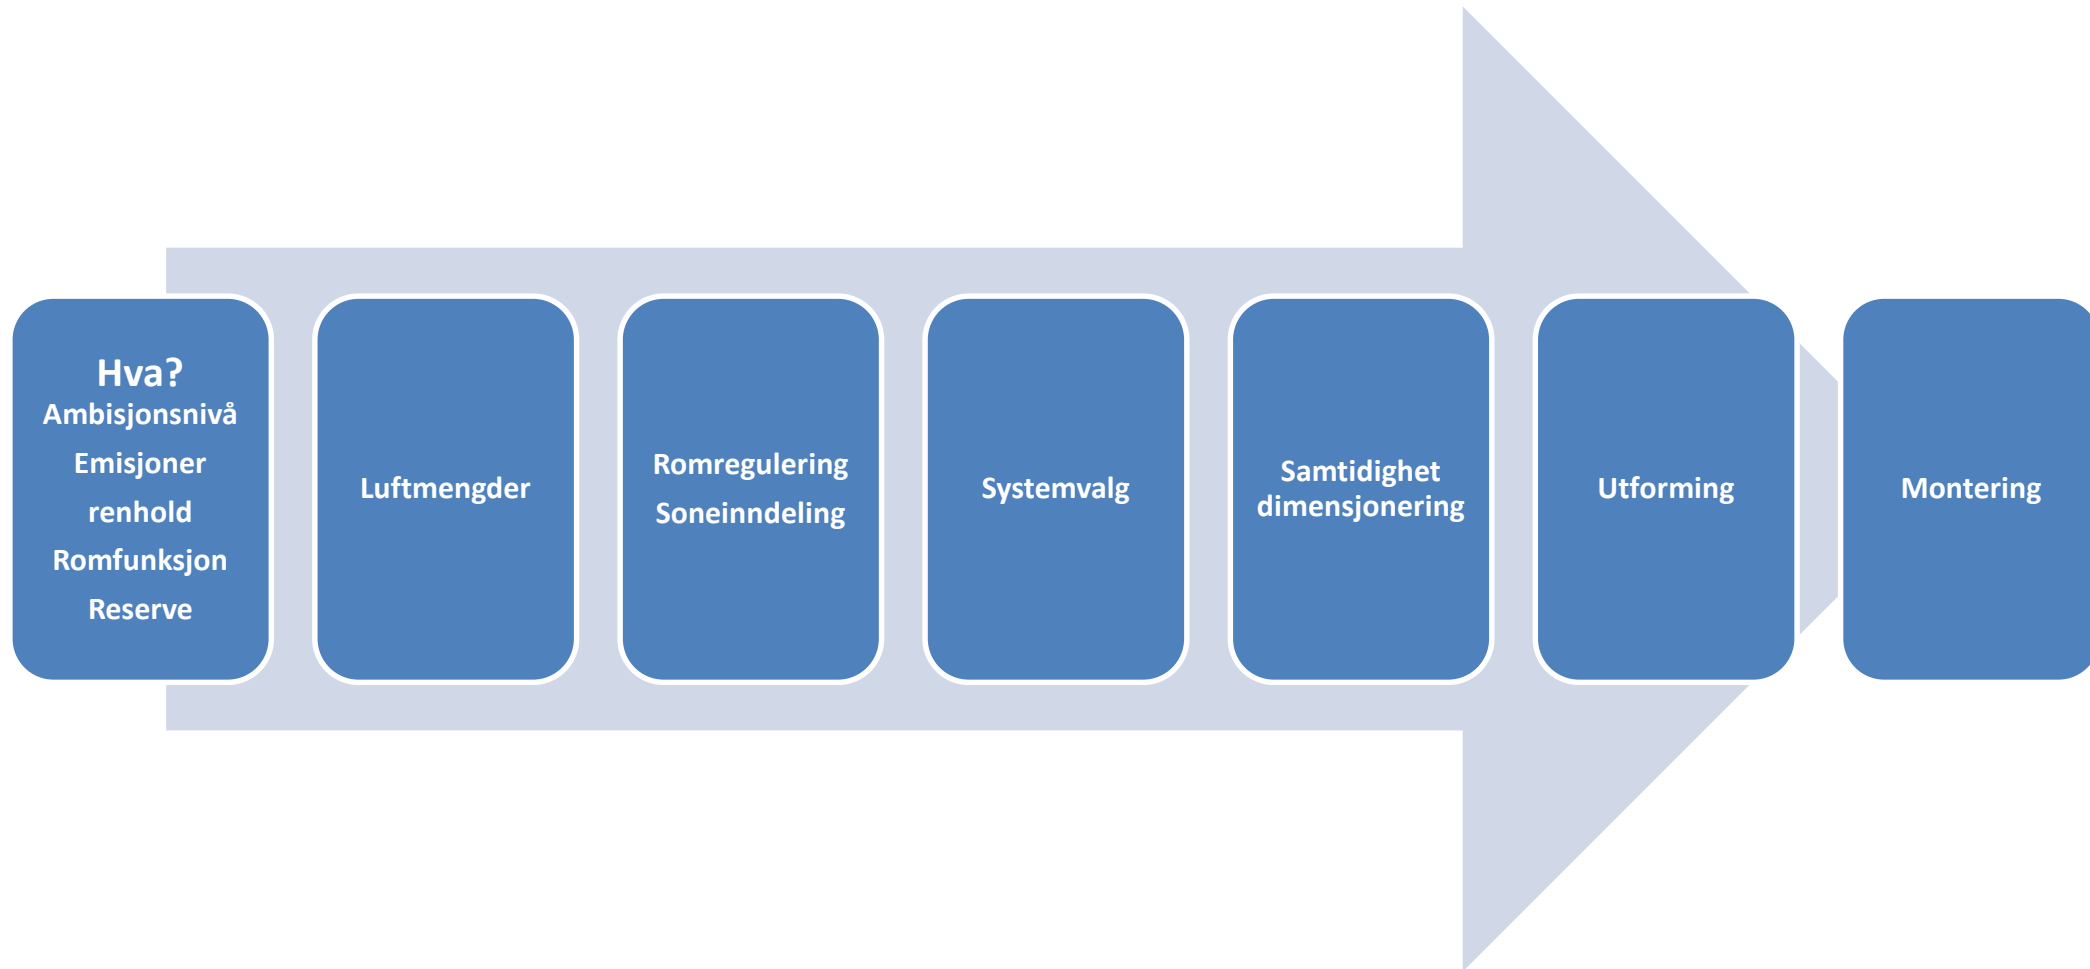 Hva?
Ambisjonsnivå
Emisjoner
renhold
Romfunksjon
Reserve
Luftmengder
Romregulering
Soneinndeling
Systemvalg
Samtidighet
dimensjonering
Utforming
Montering